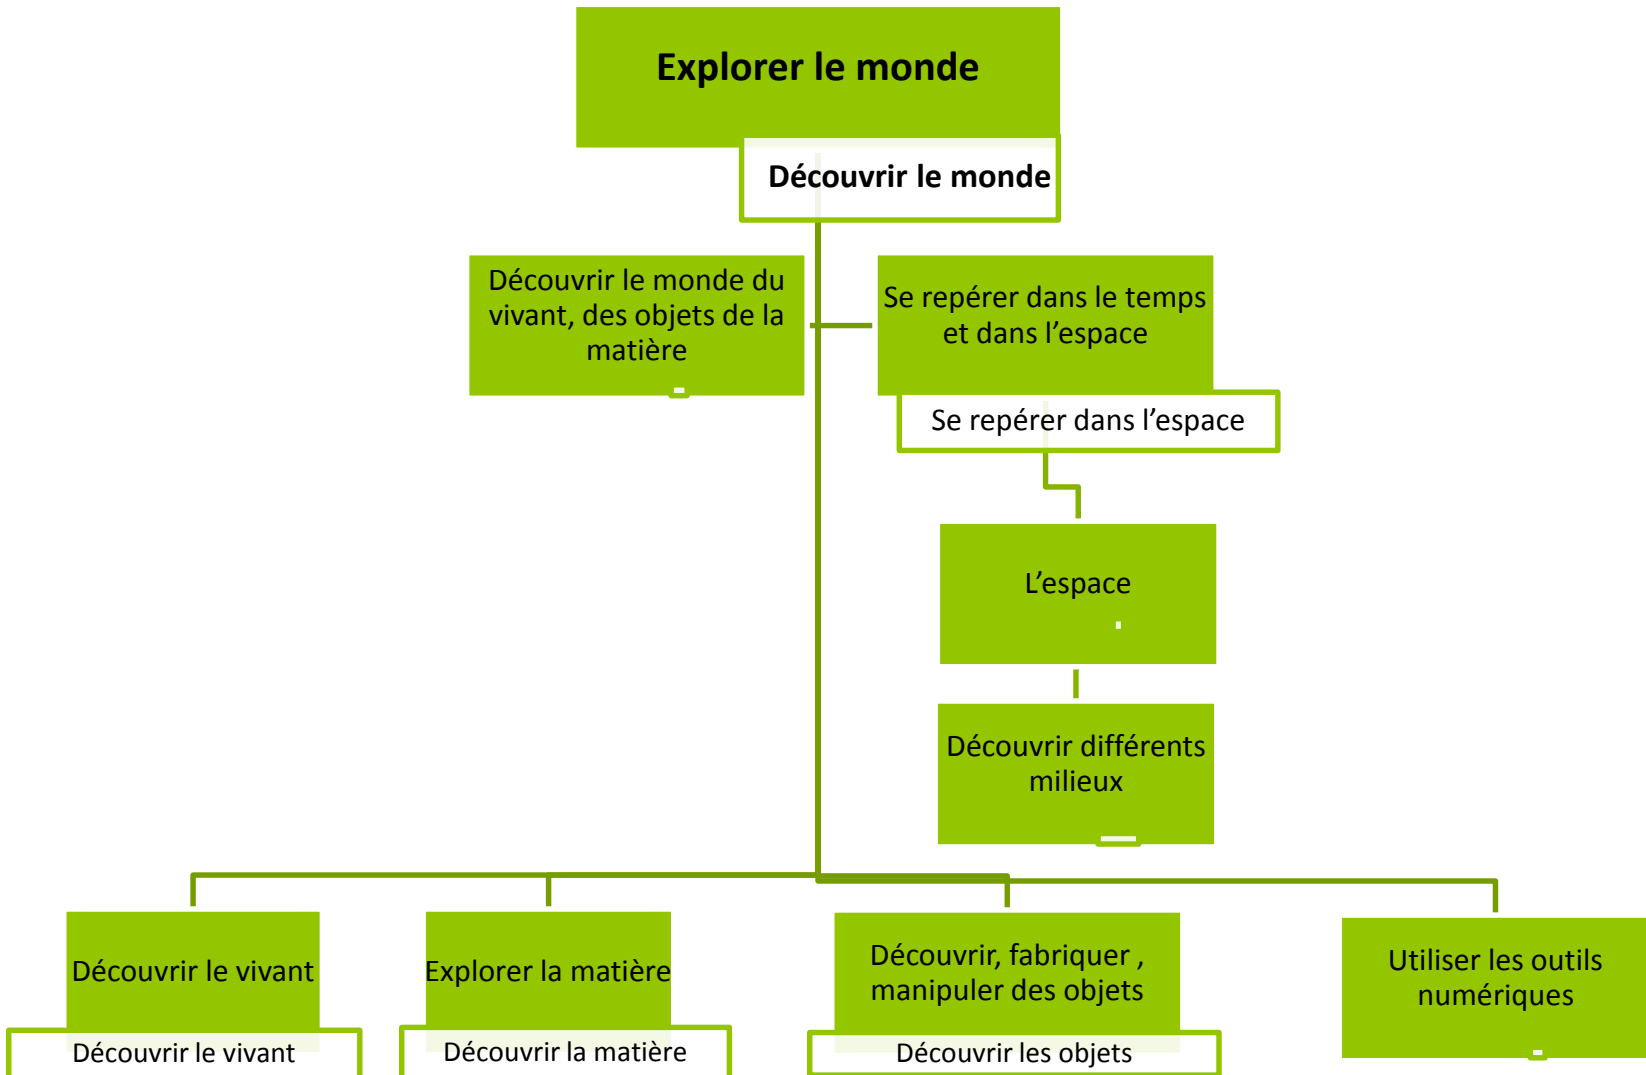 Explorer le monde
Découvrir le monde
Découvrir le monde du
vivant, des objets de la
matière
Se repérer dans le temps
et dans l’espace
Se repérer dans l’espace
L’espace
Découvrir différents
milieux
Découvrir le vivant
Découvrir le vivant
Explorer la matière
Découvrir la matière
Découvrir, fabriquer ,
manipuler des objets
Découvrir les objets
Utiliser les outils
numériques